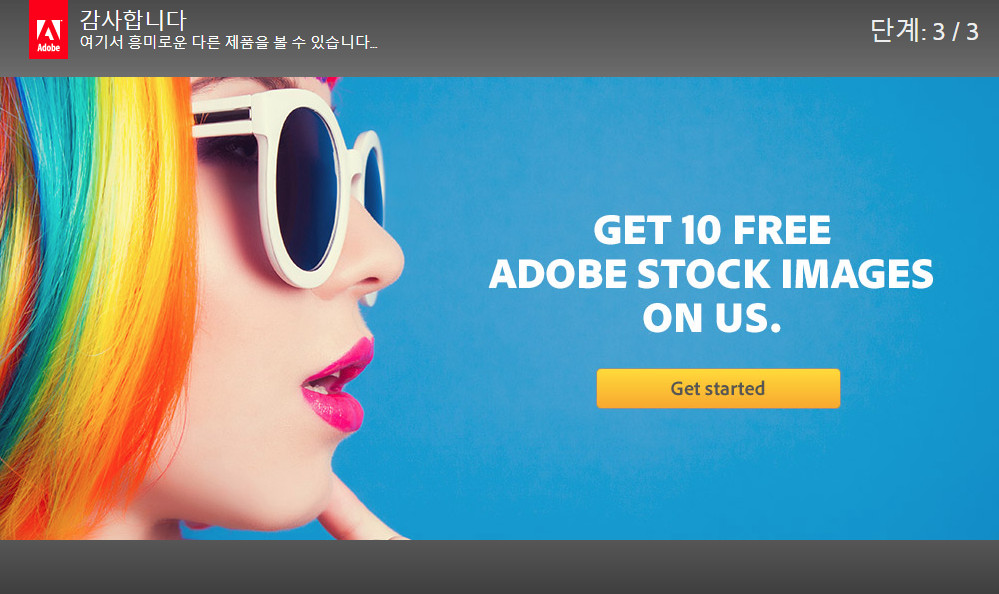 Adobe
감사합니다
여기서 흥미로운 다른 제품을 볼 수 있습니다...
단계: 3 / 3
GET 10 FREE
ADOBE STOCK IMAGES
ON US.
Get started